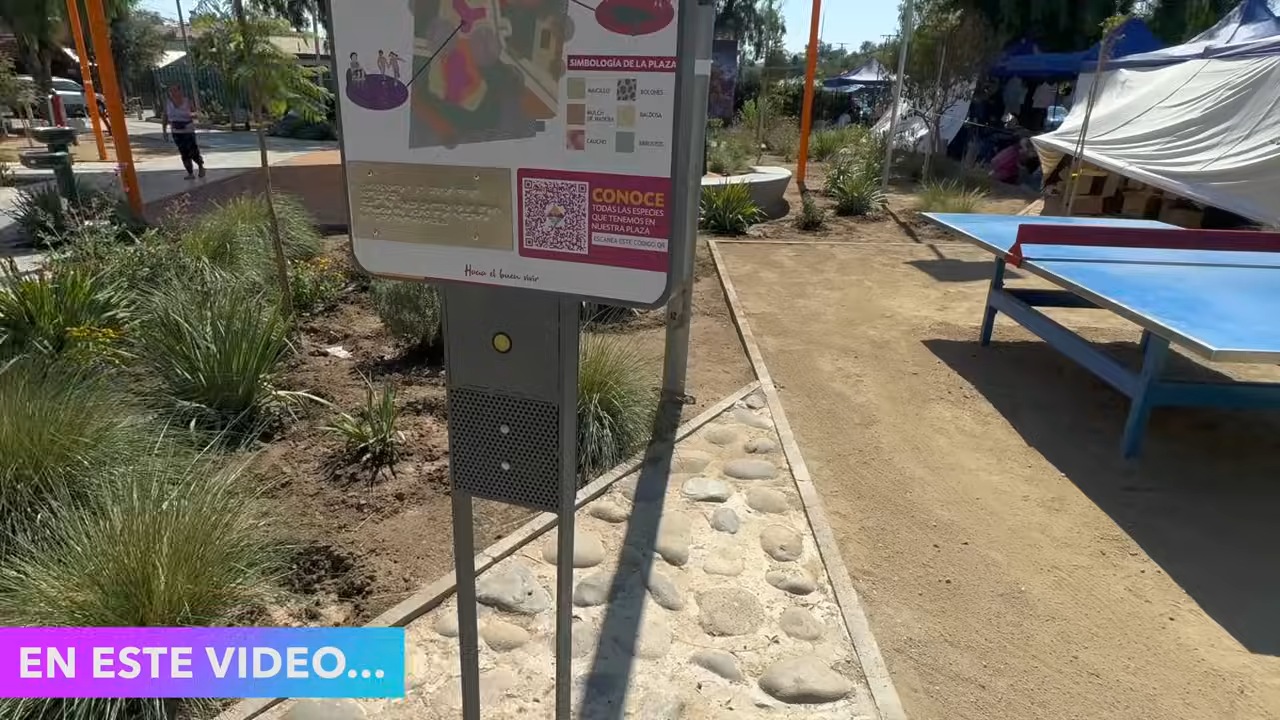 SIMBOLOGÍA DE LA PLAZA
MAICILLO
BOLONES
MULCH
DE MADERA
BALDOSA
CAUCHO
ARBUSTOS
CONOCE
TODAS LAS ESPECIES
QUE TENEMOS EN
NUESTRA PLAZA
ESCANEA ESTE CÓDIGO QR
Hacia el buen vivir
EN ESTE VIDEO...